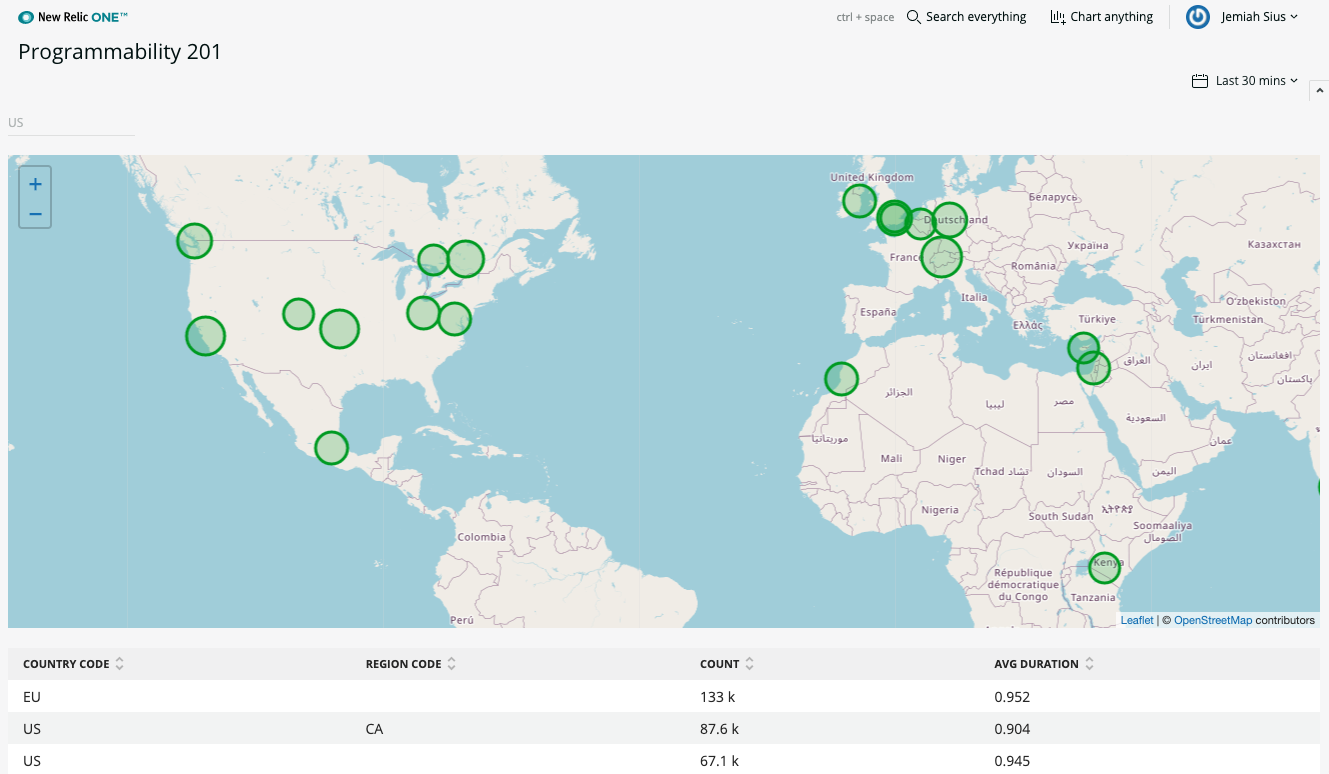 New Relic ONE™
ctrl + space Search everything Chart anything Jemiah Sius
Programmability 201
Last 30 mins
US
+
−
United Kingdom
Беларусь
Deutschland
Україна
Казахстан
France
România
Italia
O'zbekiston
España
Ελλάς
Türkiye
Türkmenistan
العراق
ایران
افغانستان
پاکستان
الجزائر
ليبيا
مصر
السعودية
موريتانيا
عمان
Mali
Niger
Tchad تشاد
السودان
اليمن
Nigeria
South Sudan
ኢትዮጵያ
Soomaaliya
الصومال
Colombia
Kenya
République
démocratique
du Congo
Tanzania
Perú
Leaflet | © OpenStreetMap contributors
COUNTRY CODE REGION CODE COUNT AVG DURATION
EU 133 k 0.952
US CA 87.6 k 0.904
US 67.1 k 0.945